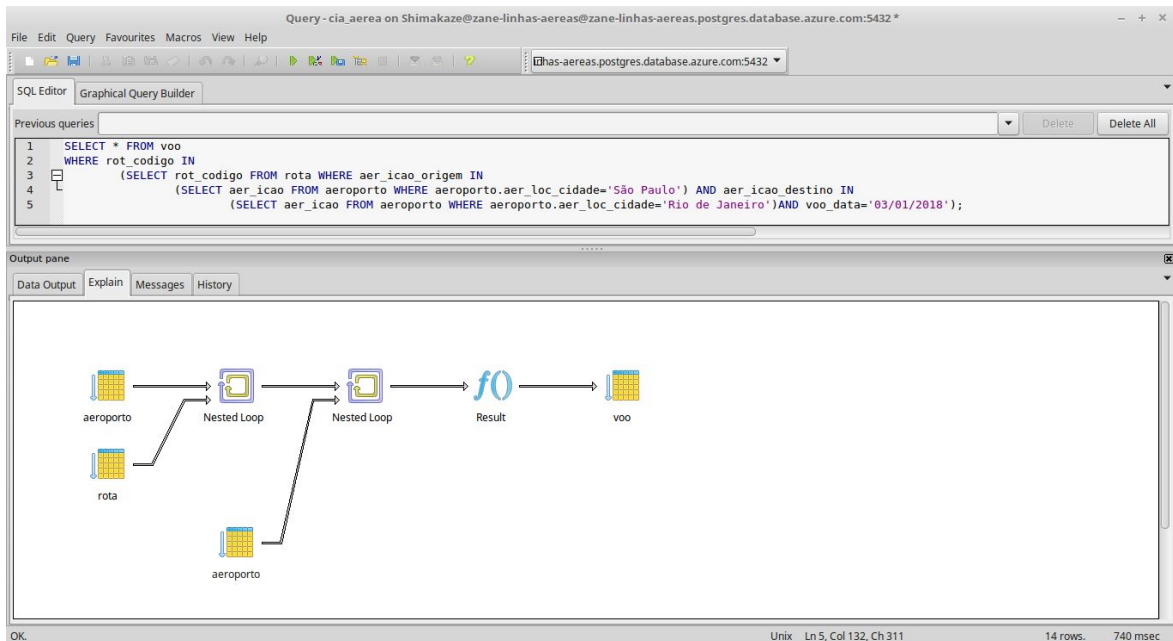 Query - cia_aerea on Shimakaze@zane-linhas-aereas@zane-linhas-aereas.postgres.database.azure.com:5432 *
File Edit Query Favourites Macros View Help
has-aereas.postgres.database.azure.com:5432
SQL Editor Graphical Query Builder
Previous queries Delete Delete All
1 SELECT * FROM voo
2 WHERE rot_codigo IN
3 (SELECT rot_codigo FROM rota WHERE aer_icao_origem IN
4 (SELECT aer_icao FROM aeroporto WHERE aeroporto.aer_loc_cidade='São Paulo') AND aer_icao_destino IN
5 (SELECT aer_icao FROM aeroporto WHERE aeroporto.aer_loc_cidade='Rio de Janeiro')AND voo_data='03/01/2018');
Output pane
Data Output Explain Messages History
f()
aeroporto Nested Loop Nested Loop Result voo
rota
aeroporto
OK. Unix Ln 5, Col 132, Ch 311 14 rows. 740 msec